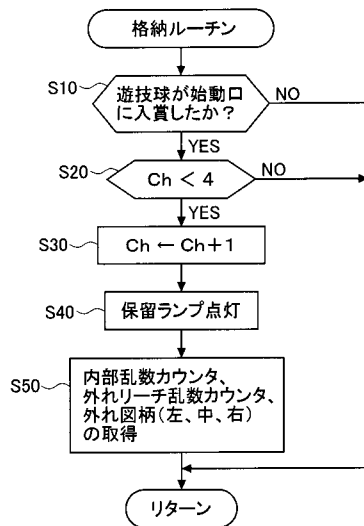 格納ルーチン
S10
遊技球が始動口
に入賞したか？
NO
YES
S20
Ch < 4
NO
YES
S30
Ch ← Ch+1
S40
保留ランプ点灯
S50
内部乱数カウンタ、
外れリーチ乱数カウンタ、
外れ図柄(左、中、右)
の取得
リターン